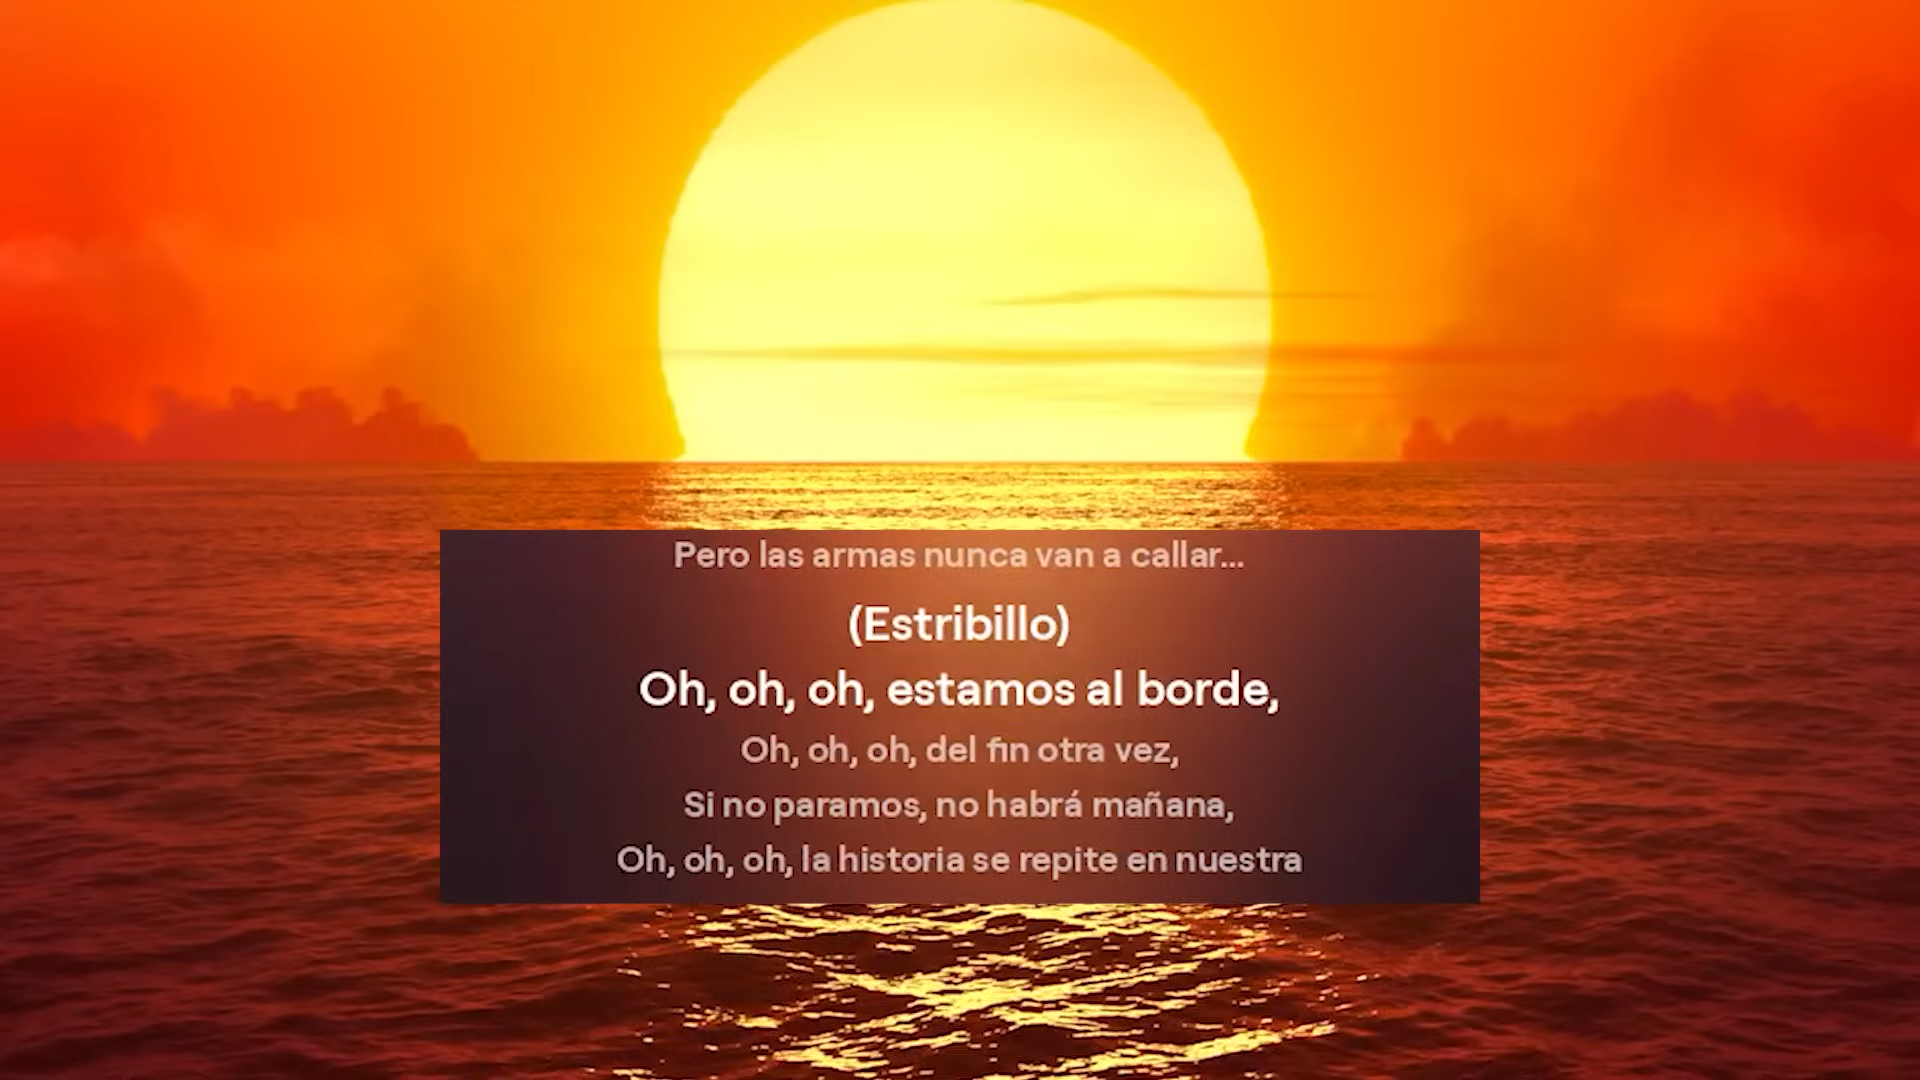 Pero las armas nunca van a callar...
(Estribillo)
Oh, oh, oh, estamos al borde,
Oh, oh, oh, del fin otra vez,
Si no paramos, no habrá mañana,
Oh, oh, oh, la historia se repite en nuestra